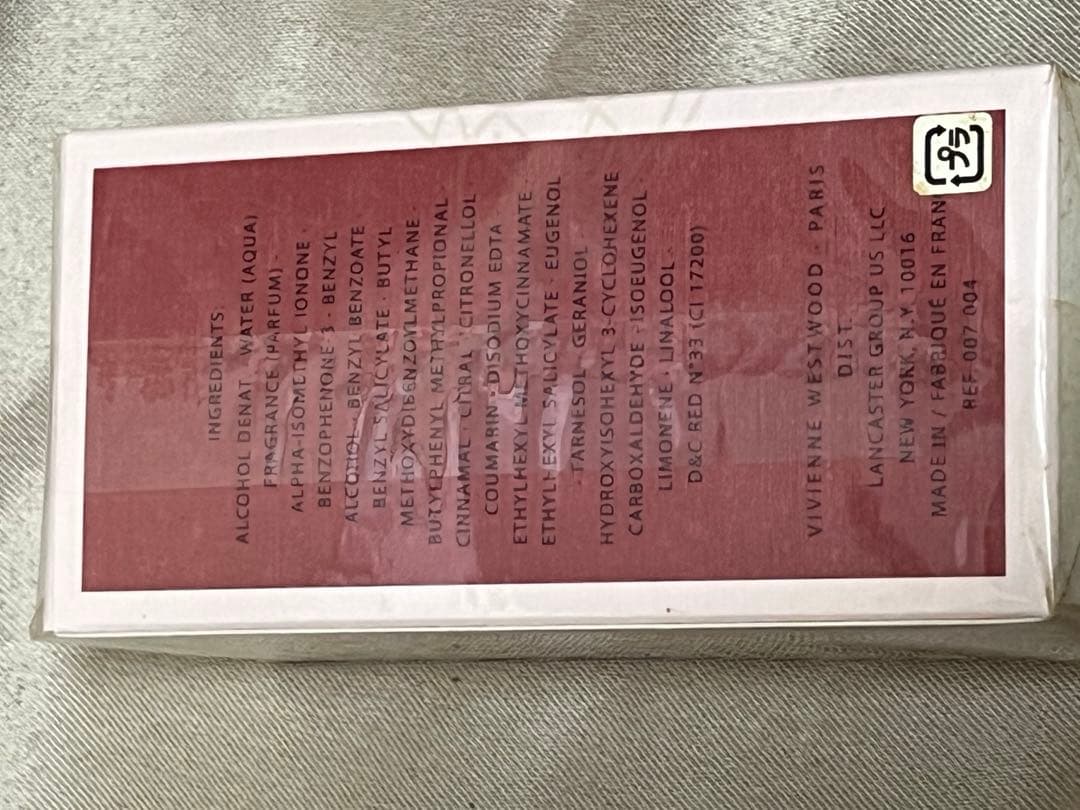 INGREDIENTS:
ALCOHOL DENAT · WATER (AQUA)
FRAGRANCE (PARFUM) ·
ALPHA-ISOMETHYL IONONE ·
BENZOPHENONE-3 · BENZYL
ALCOHOL · BENZYL BENZOATE ·
BENZYL SALICYLATE · BUTYL
METHOXYDIBENZOYLMETHANE ·
BUTYLPHENYL METHYLPROPIONAL ·
CINNAMAL · CITRAL · CITRONELLOL
COUMARIN · DISODIUM EDTA
ETHYLHEXYL METHOXYCINNAMATE ·
ETHYLHEXYL SALICYLATE · EUGENOL
· FARNESOL · GERANIOL
HYDROXYISOHEXYL 3-CYCLOHEXENE
CARBOXALDEHYDE · ISOEUGENOL ·
LIMONENE · LINALOOL ·
D&C RED N°33 (CI 17200)
VIVIENNE WESTWOOD · PARIS
DIST.
LANCASTER GROUP US LLC
NEW YORK, N.Y. 10016
MADE IN / FABRIQUÉ EN FRAN
REF. 007 004
プラ